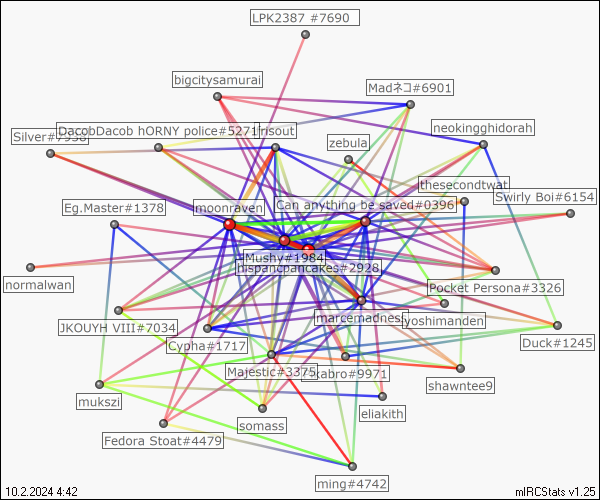 LPK2387 #7690
bigcitysamurai
Madネコ#6901
neokingghidorah
DacobDacob hORNY police#5271
risout
Silver#7998
zebula
thesecondtwat
Swirly Boi#6154
Can anything be saved#0396
moonraven
Eg.Master#1378
Mushy#1984
hispancpancakes#2928
normalwan
Pocket Persona#3326
marcemadness
yoshimanden
JKOUYH VIII#7034
Cypha#1717
Duck#1245
Majestic#3375
kabro#9971
shawntee9
mukszi
eliakith
somass
Fedora Stoat#4479
ming#4742
10.2.2024 4:42
mIRCStats v1.25